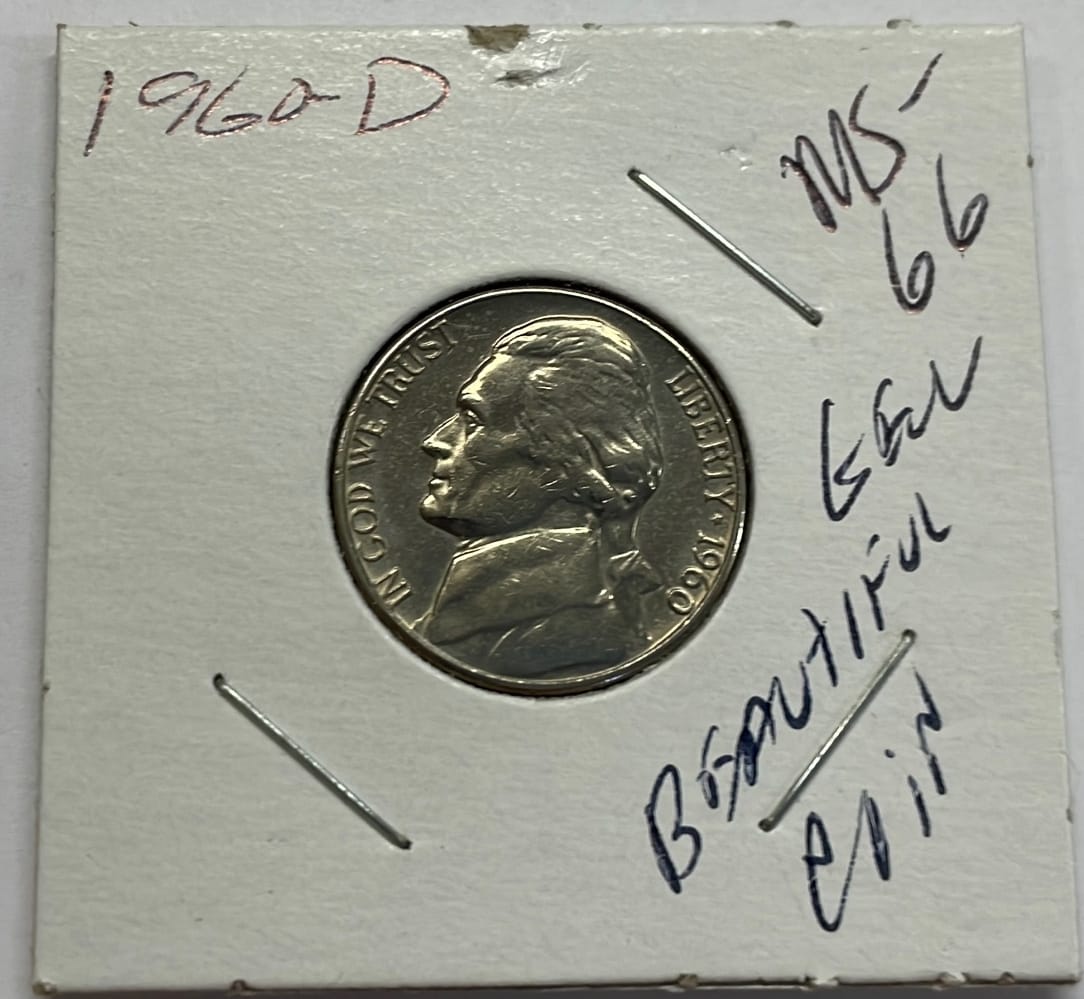 1960-D
MS-
66
GEM
BEAUTIFUL
COIN
IN GOD WE TRUST
LIBERTY ★ 1960